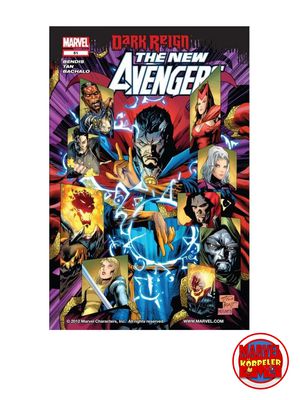 MARVEL
51
BENDIS
TAN
BACHALO
DARK REIGN
THE NEW
AVENGERS
© 2012 Marvel Characters, Inc. All rights reserved.
WWW.MARVEL.COM
MARVEL
KÖRPELER